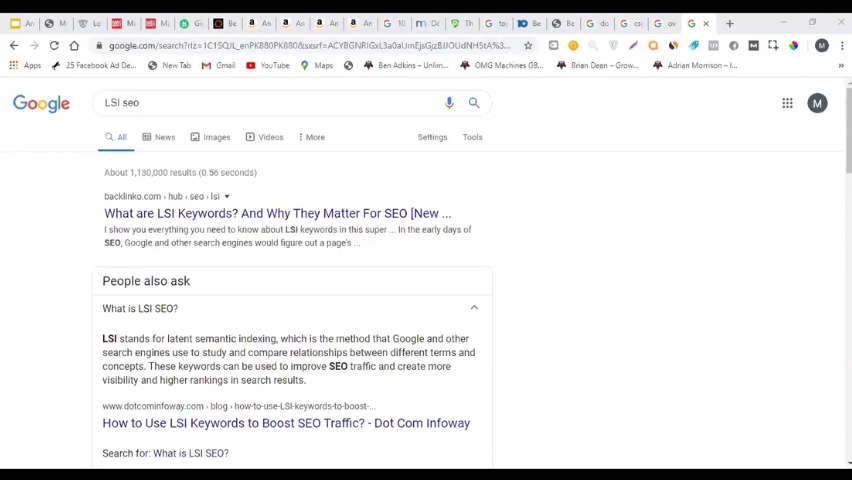 Am
Am
Am
Am
10
google.com/search?rlz=1C1SQJL_enPK880PK880&sxsrf=
Apps
25 Facebook Ad De...
New Tab
Gmail
YouTube
Maps
Ben Adkins – Unlim...
OMG Machines G8...
Brian Dean – Grow...
Adrian Morrison – I...
Google
LSI seo
M
All
News
Images
Videos
More
Settings
Tools
About 1,130,000 results (0.56 seconds)
backlinko.com › hub › seo › lsi
What are LSI Keywords? And Why They Matter For SEO [New ...
I show you everything you need to know about LSI keywords in this super ... In the early days of
SEO, Google and other search engines would figure out a page's ...
People also ask
What is LSI SEO?
LSI stands for latent semantic indexing, which is the method that Google and other
search engines use to study and compare relationships between different terms and
concepts. These keywords can be used to improve SEO traffic and create more
visibility and higher rankings in search results.
www.dotcominfoway.com › blog › how-to-use-LSI-keywords-to-boost-...
How to Use LSI Keywords to Boost SEO Traffic? - Dot Com Infoway
Search for: What is LSI SEO?